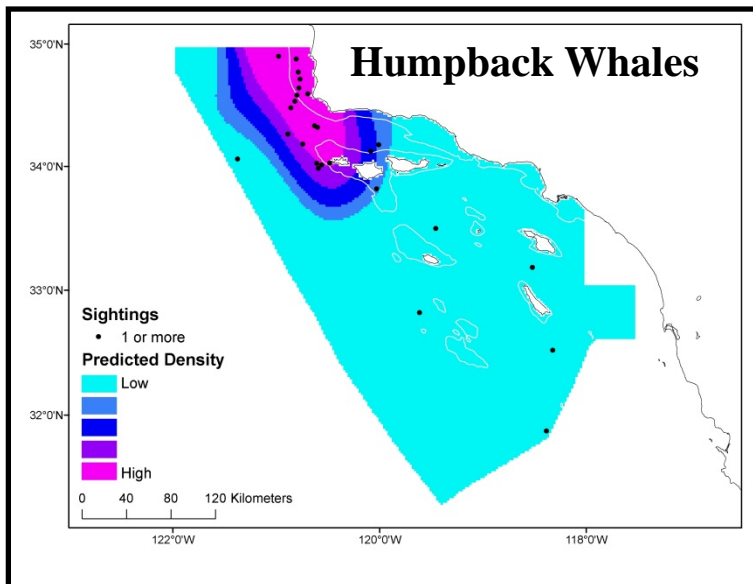 Humpback Whales
35°0'N
34°0'N
33°0'N
32°0'N
Sightings
1 or more
Predicted Density
Low
High
0 40 80 120 Kilometers
122°0'W 120°0'W 118°0'W